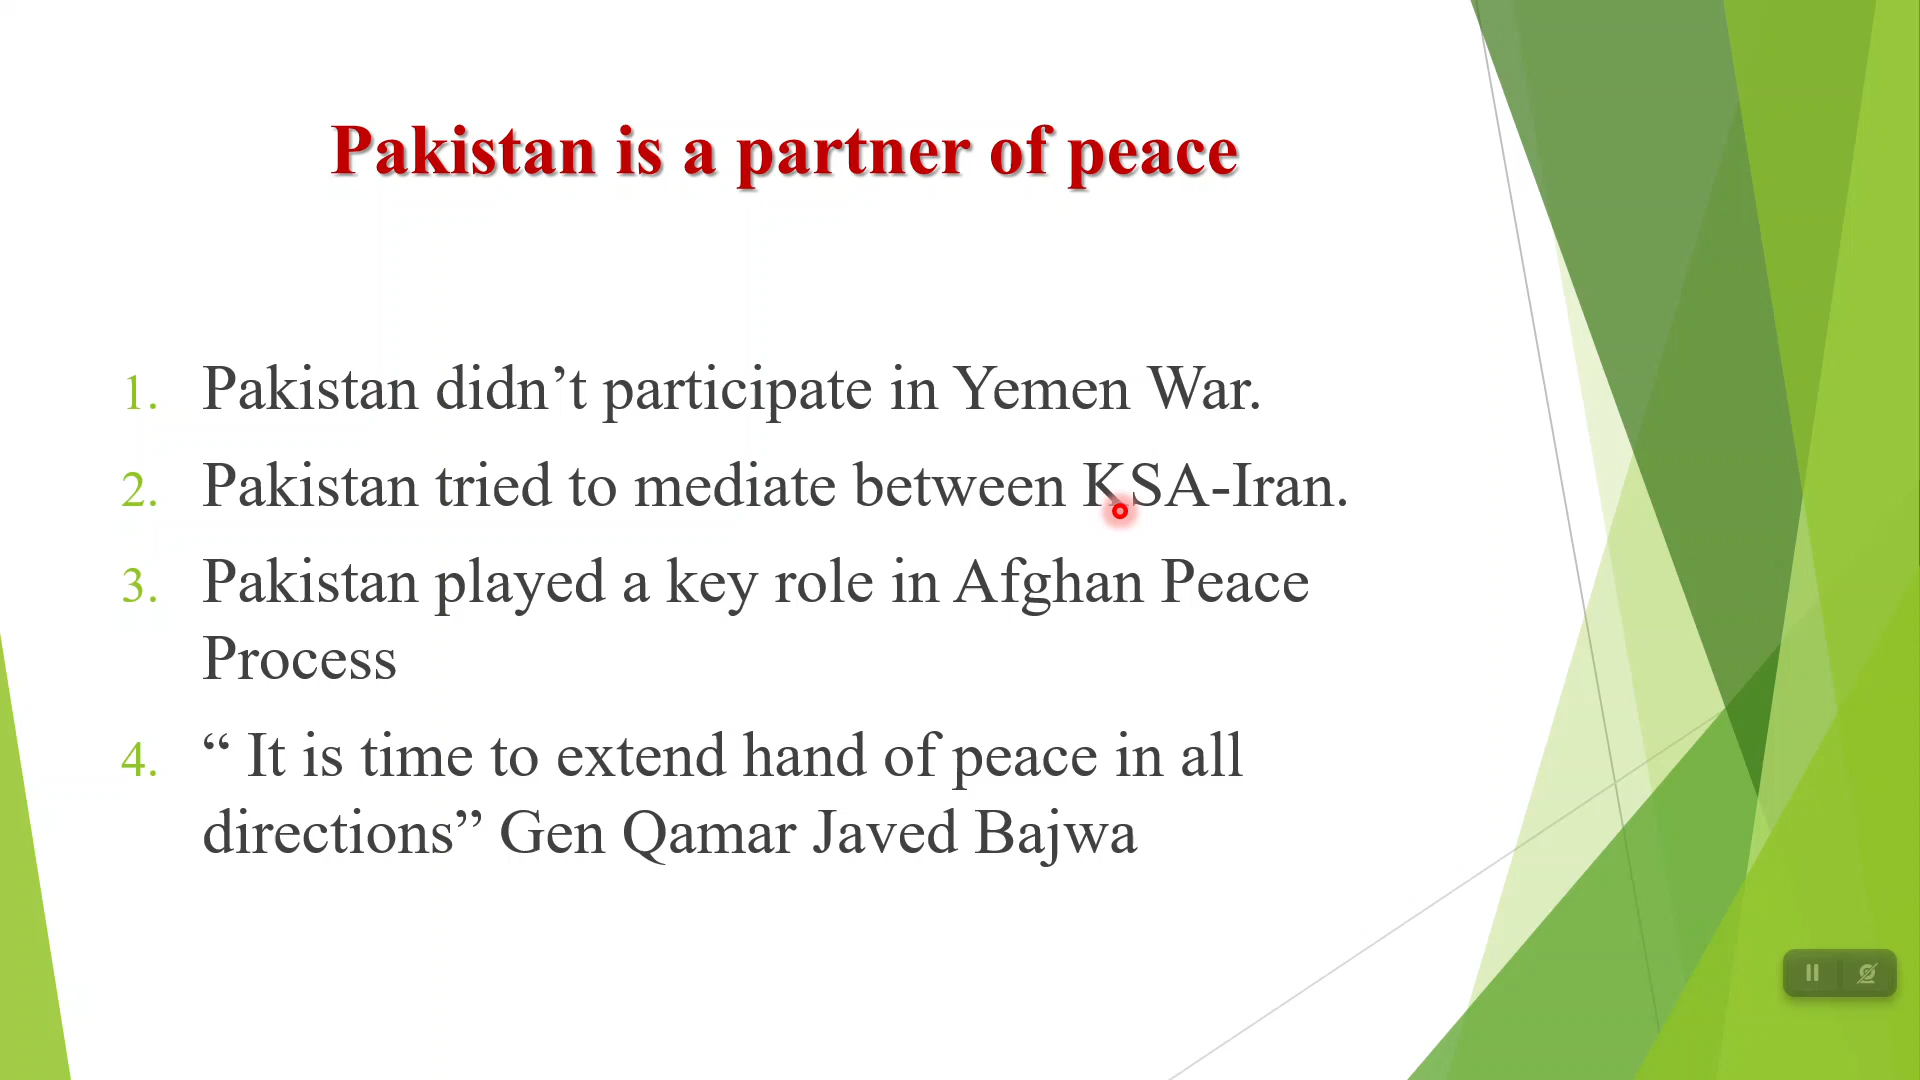 Pakistan is a partner of peace
1. Pakistan didn’t participate in Yemen War.
2. Pakistan tried to mediate between KSA-Iran.
3. Pakistan played a key role in Afghan Peace
Process
4. “ It is time to extend hand of peace in all
directions” Gen Qamar Javed Bajwa